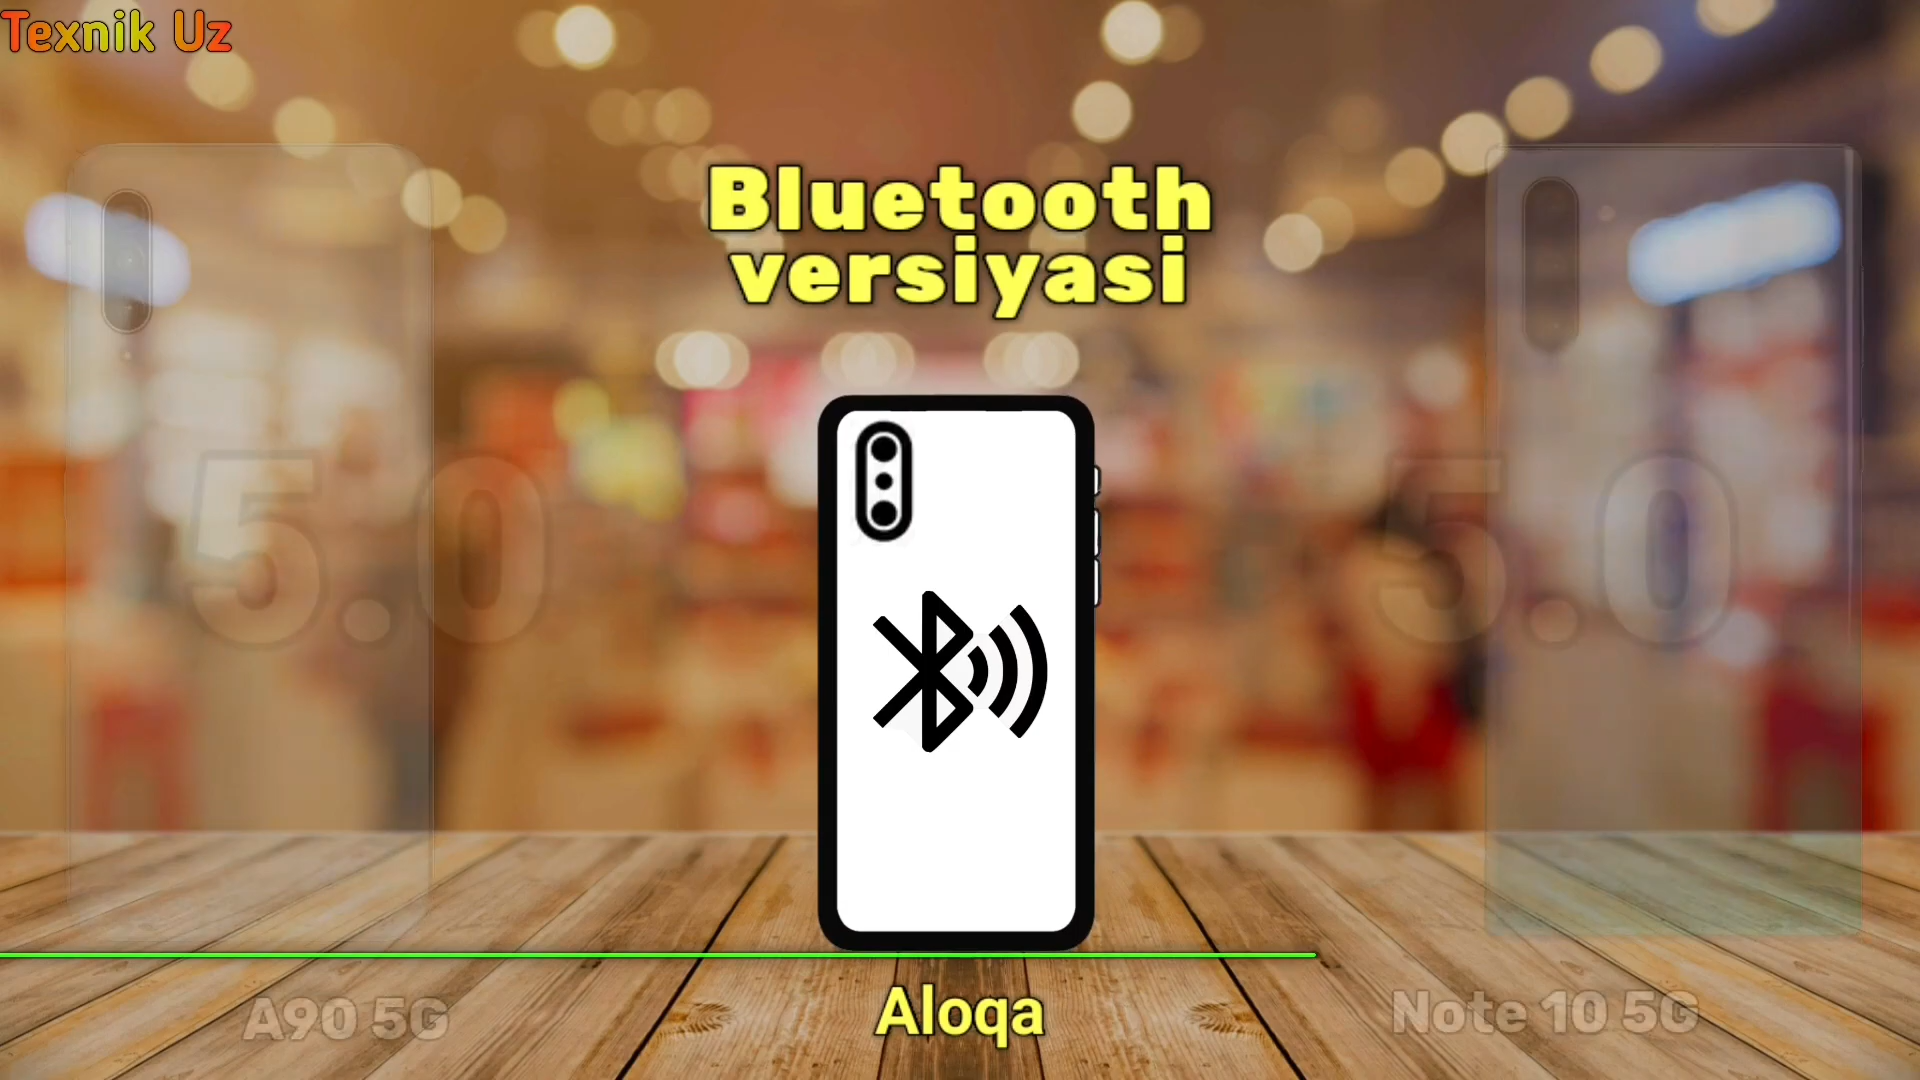 Texnik Uz
Bluetooth
versiyasi
5.0
5.0
A90 5G
Aloqa
Note 10 5G